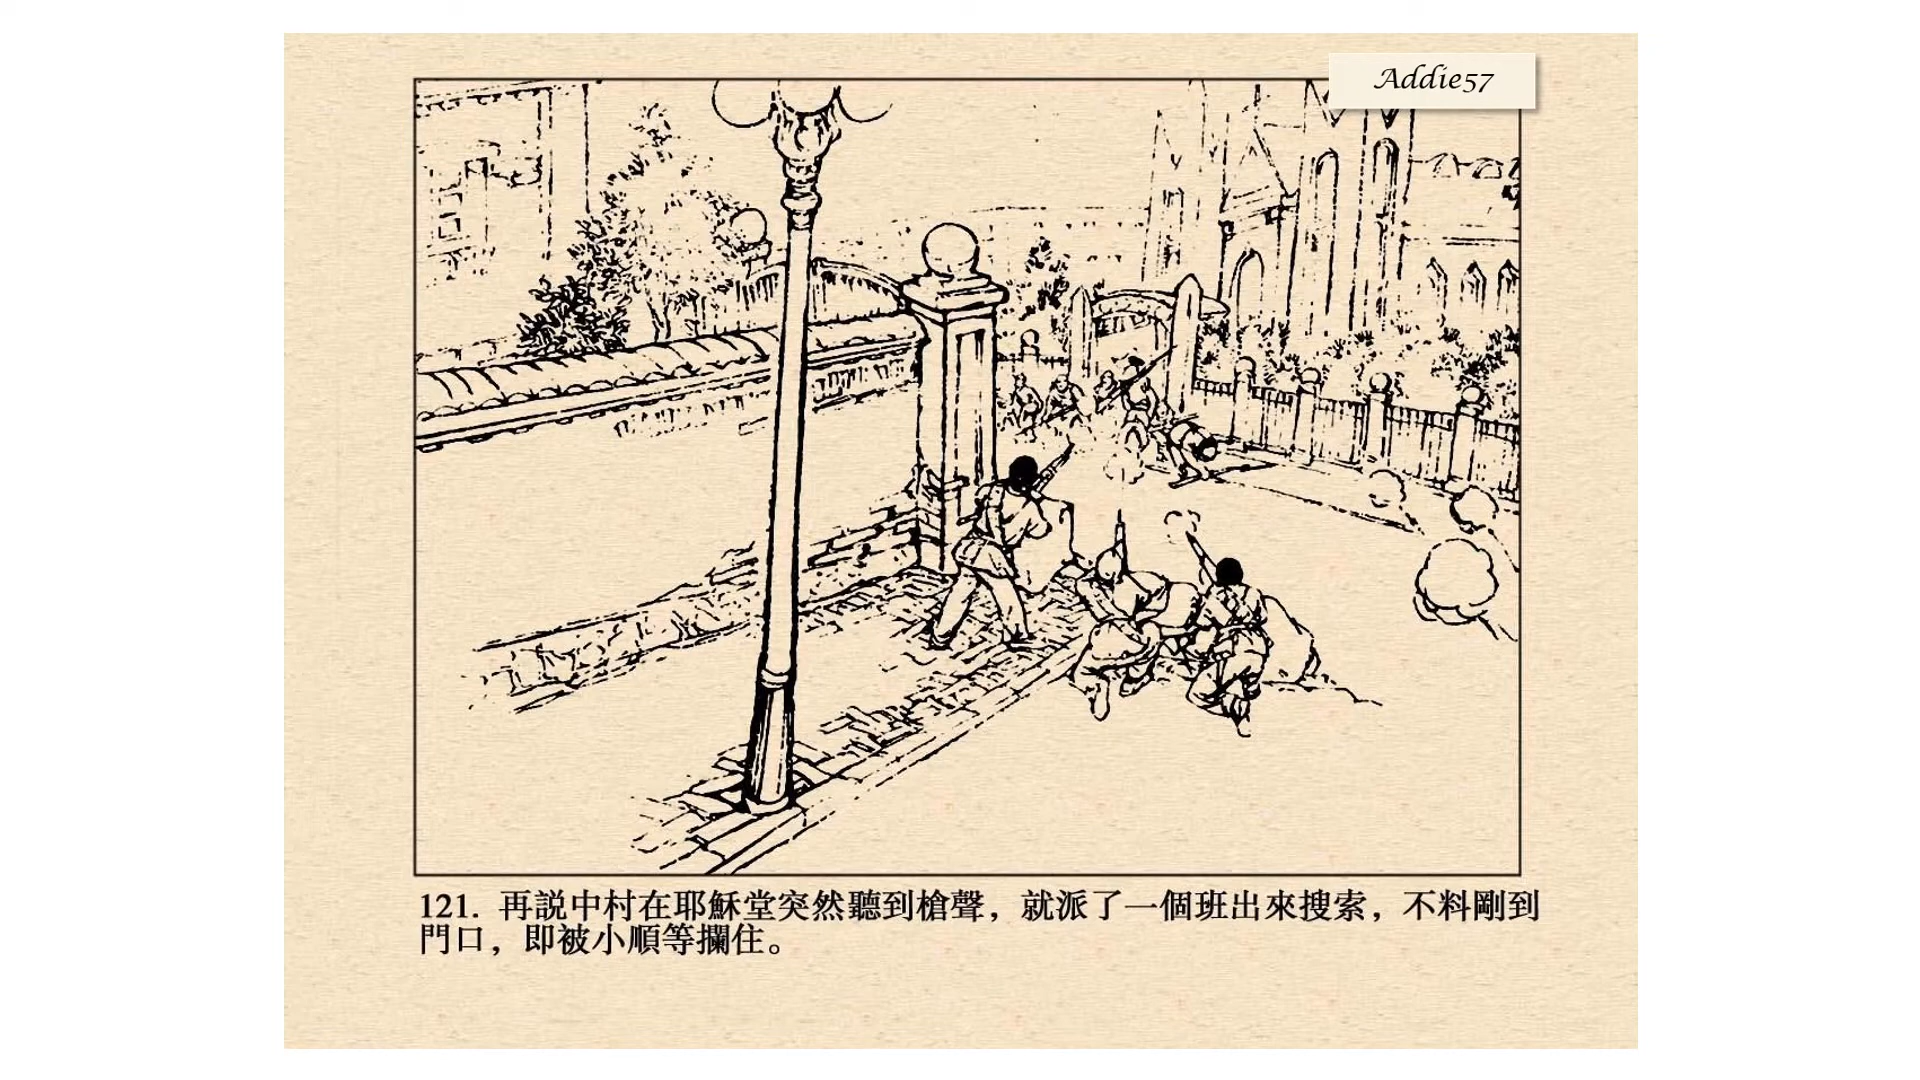 Addie57
121. 再説中村在耶穌堂突然聽到槍聲，就派了一個班出來搜索，不料剛到
門口，即被小順等攔住。